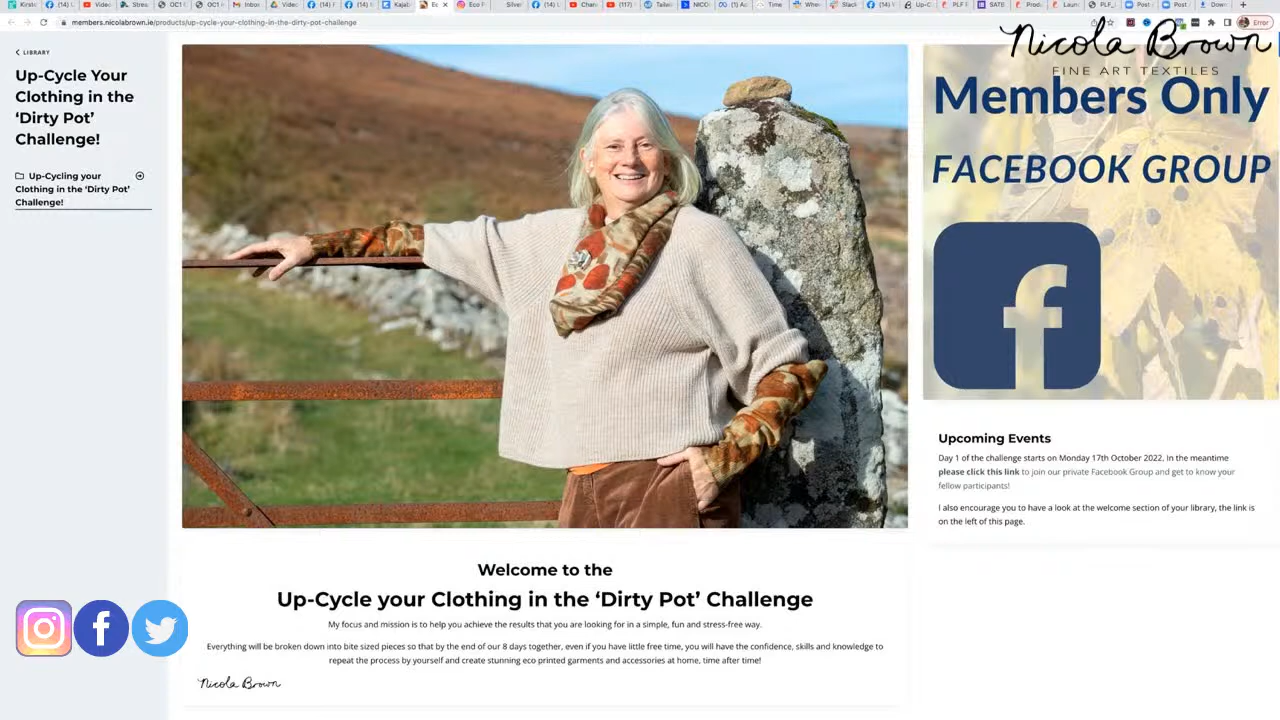 members.nicolabrown.ie/products/up-cycle-your-clothing-in-the-dirty-pot-challenge
Error
LIBRARY
Up-Cycle Your
Clothing in the
‘Dirty Pot’
Challenge!
Up-Cycling your
Clothing in the ‘Dirty Pot’
Challenge!
Nicola Brown
FINE ART TEXTILES
Members Only
FACEBOOK GROUP
Upcoming Events
Day 1 of the challenge starts on Monday 17th October 2022, in the meantime
please click this link to join our private Facebook Group and get to know your
fellow participants!
I also encourage you to have a look at the welcome section of your library, the link is
on the left of this page.
Welcome to the
Up-Cycle your Clothing in the ‘Dirty Pot’ Challenge
My focus and mission is to help you achieve the results that you are looking for in a simple, fun and stress-free way.
Everything will be broken down into bite sized pieces so that by the end of our 8 days together, even if you have little free time, you will have the confidence, skills and knowledge to
repeat the process by yourself and create stunning eco printed garments and accessories at home, time after time!
Nicola Brown